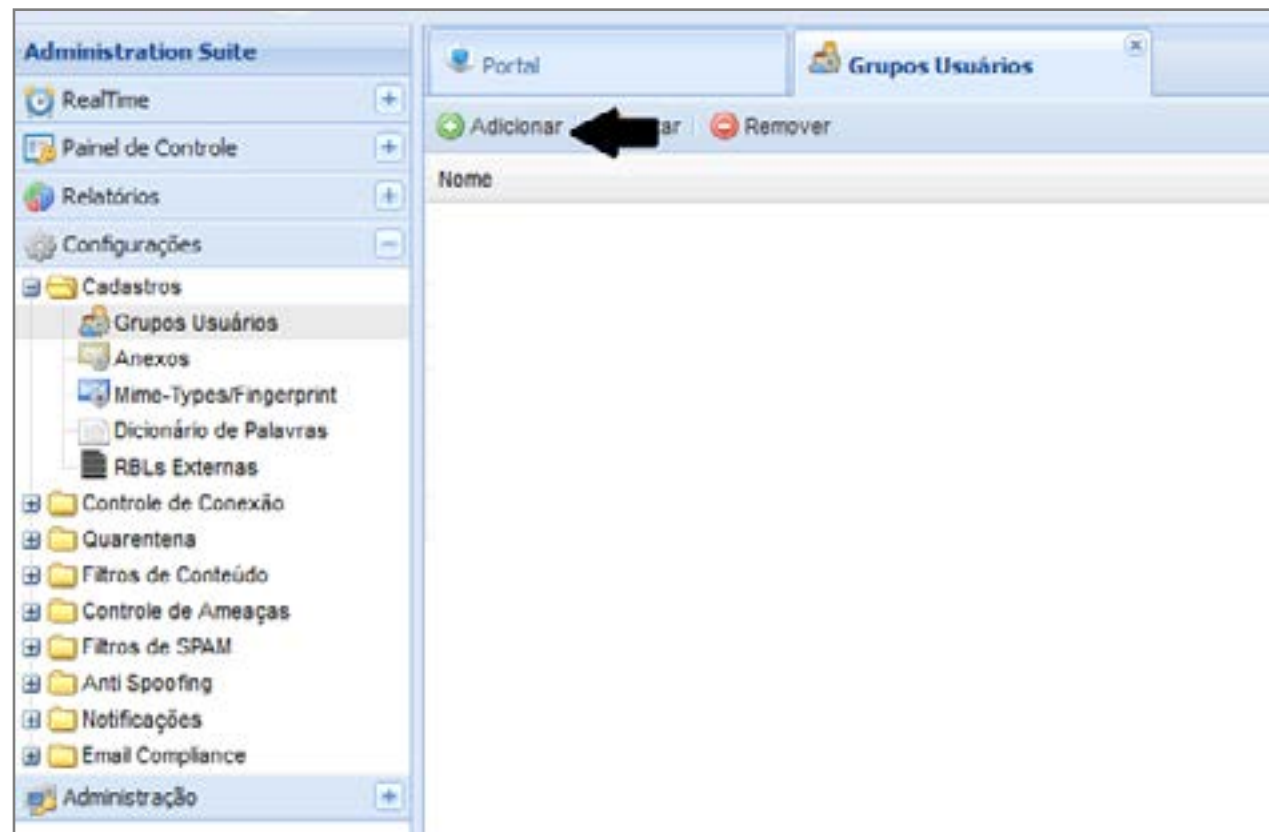 Administration Suite
RealTime
Painel de Controle
Relatórios
Configurações
Cadastros
Grupos Usuários
Anexos
Mime-Types/Fingerprint
Dicionário de Palavras
RBLs Externas
Controle de Conexão
Quarentena
Filtros de Conteúdo
Controle de Ameaças
Filtros de SPAM
Anti Spoofing
Notificações
Email Compliance
Administração
Portal
Grupos Usuários
Adicionar ar Remover
Nome